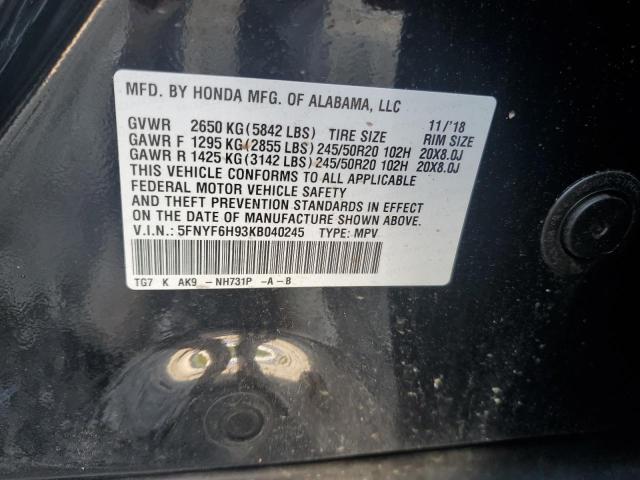 MFD. BY HONDA MFG. OF ALABAMA, LLC
GVWR 2650 KG (5842 LBS) TIRE SIZE 11/'18 RIM SIZE
GAWR F 1295 KG (2855 LBS) 245/50R20 102H 20X8.0J
GAWR R 1425 KG (3142 LBS) 245/50R20 102H 20X8.0J
THIS VEHICLE CONFORMS TO ALL APPLICABLE
FEDERAL MOTOR VEHICLE SAFETY
AND THEFT PREVENTION STANDARDS IN EFFECT
ON THE DATE OF MANUFACTURE SHOWN ABOVE.
V.I.N.: 5FNYF6H93KB040245 TYPE: MPV
TG7 K AK9 -NH731P -A-B